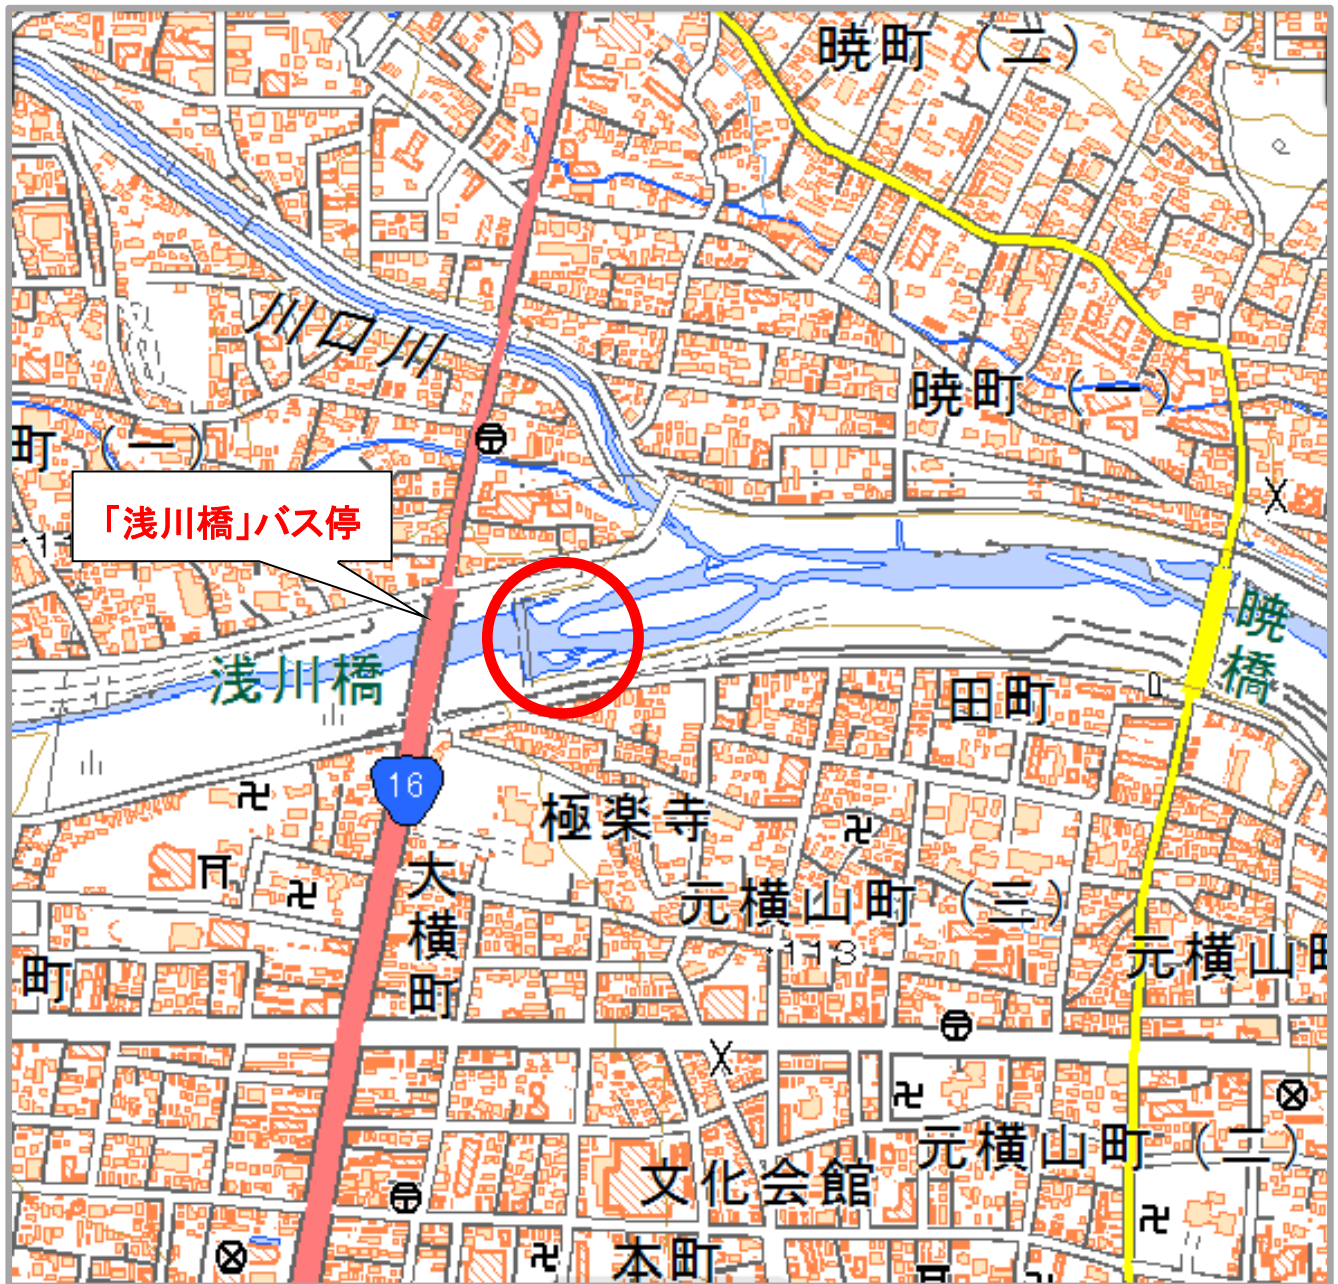 暁町（二）
川口川
暁町（一）
町（一）
「浅川橋」バス停
浅川橋
暁橋
田町
16
極楽寺
大横町
元横山町（三）
･113
元横山町
町
元横山町（二）
文化会館
本町